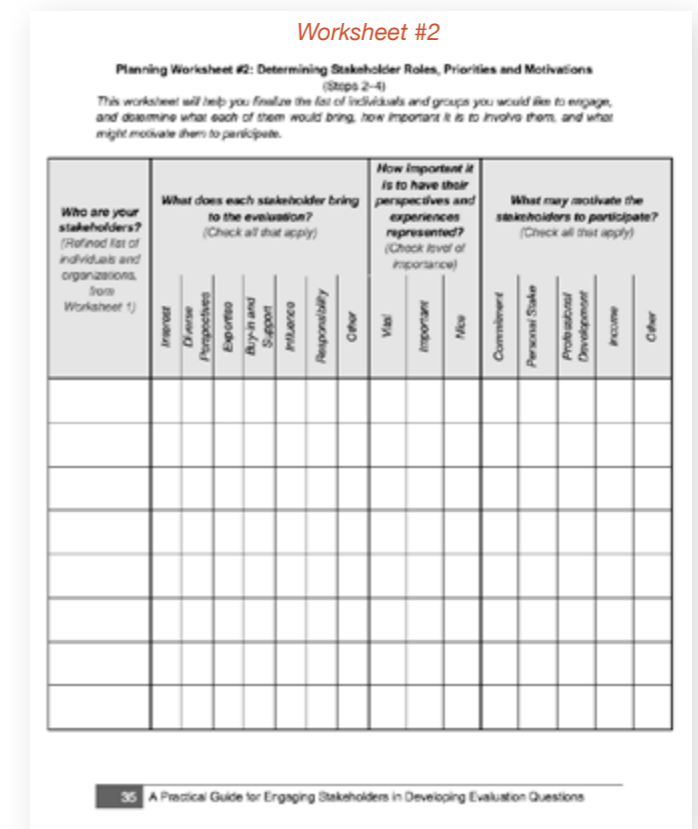 Worksheet #2
Planning Worksheet #2: Determining Stakeholder Roles, Priorities and Motivations
(Steps 2–4)
This worksheet will help you finalize the list of individuals and groups you would like to engage,
and determine what each of them would bring, how important it is to involve them, and what
might motivate them to participate.
Who are your
stakeholders?
(Refined list of
individuals and
organizations,
from
Worksheet 1)
What does each stakeholder bring
to the evaluation?
(Check all that apply)
How important it
is to have their
perspectives and
experiences
represented?
(Check level of
importance)
What may motivate the
stakeholders to participate?
(Check all that apply)
Interest
Diverse
Perspectives
Expertise
Buy-in and
Support
Influence
Responsibility
Other
Vital
Important
Nice
Commitment
Personal Stake
Professional
Development
Income
Other
35 A Practical Guide for Engaging Stakeholders in Developing Evaluation Questions